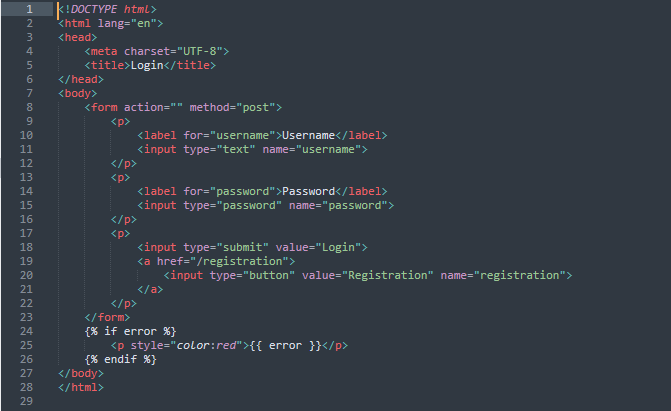 1 <!DOCTYPE html>
2 <html lang="en">
3 <head>
4     <meta charset="UTF-8">
5     <title>Login</title>
6 </head>
7 <body>
8     <form action="" method="post">
9         <p>
10             <label for="username">Username</label>
11             <input type="text" name="username">
12         </p>
13         <p>
14             <label for="password">Password</label>
15             <input type="password" name="password">
16         </p>
17         <p>
18             <input type="submit" value="Login">
19             <a href="/registration">
20                 <input type="button" value="Registration" name="registration">
21             </a>
22         </p>
23     </form>
24     {% if error %}
25         <p style="color:red">{{ error }}</p>
26     {% endif %}
27 </body>
28 </html>
29